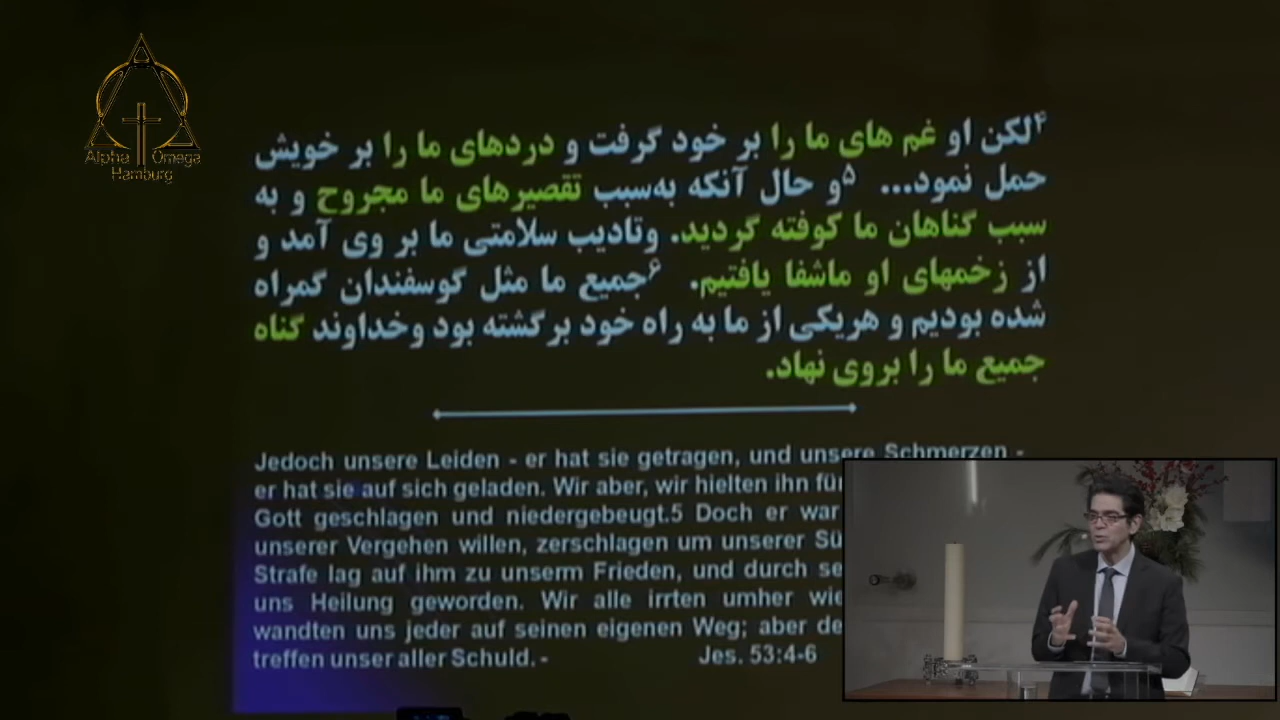 Alpha Omega
Hamburg
۴لکن او غم های ما را بر خود گرفت و دردهای ما را بر خویش
حمل نمود... ۵و حال آنکه به‌سبب تقصیرهای ما مجروح و به
سبب گناهان ما کوفته گردید. وتادیب سلامتی ما بر وی آمد و
از زخمهای او ماشفا یافتیم. ۶جمیع ما مثل گوسفندان گمراه
شده بودیم و هریکی از ما به راه خود برگشته بود وخداوند گناه
جمیع ما را بروی نهاد.
Jedoch unsere Leiden - er hat sie getragen, und unsere Schmerzen -
er hat sie auf sich geladen. Wir aber, wir hielten ihn für
Gott geschlagen und niedergebeugt.5 Doch er war
unserer Vergehen willen, zerschlagen um unserer
Strafe lag auf ihm zu unserm Frieden, und durch
uns Heilung geworden. Wir alle irrten umher wie
wandten uns jeder auf seinen eigenen Weg; aber
treffen unser aller Schuld. - Jes. 53:4-6